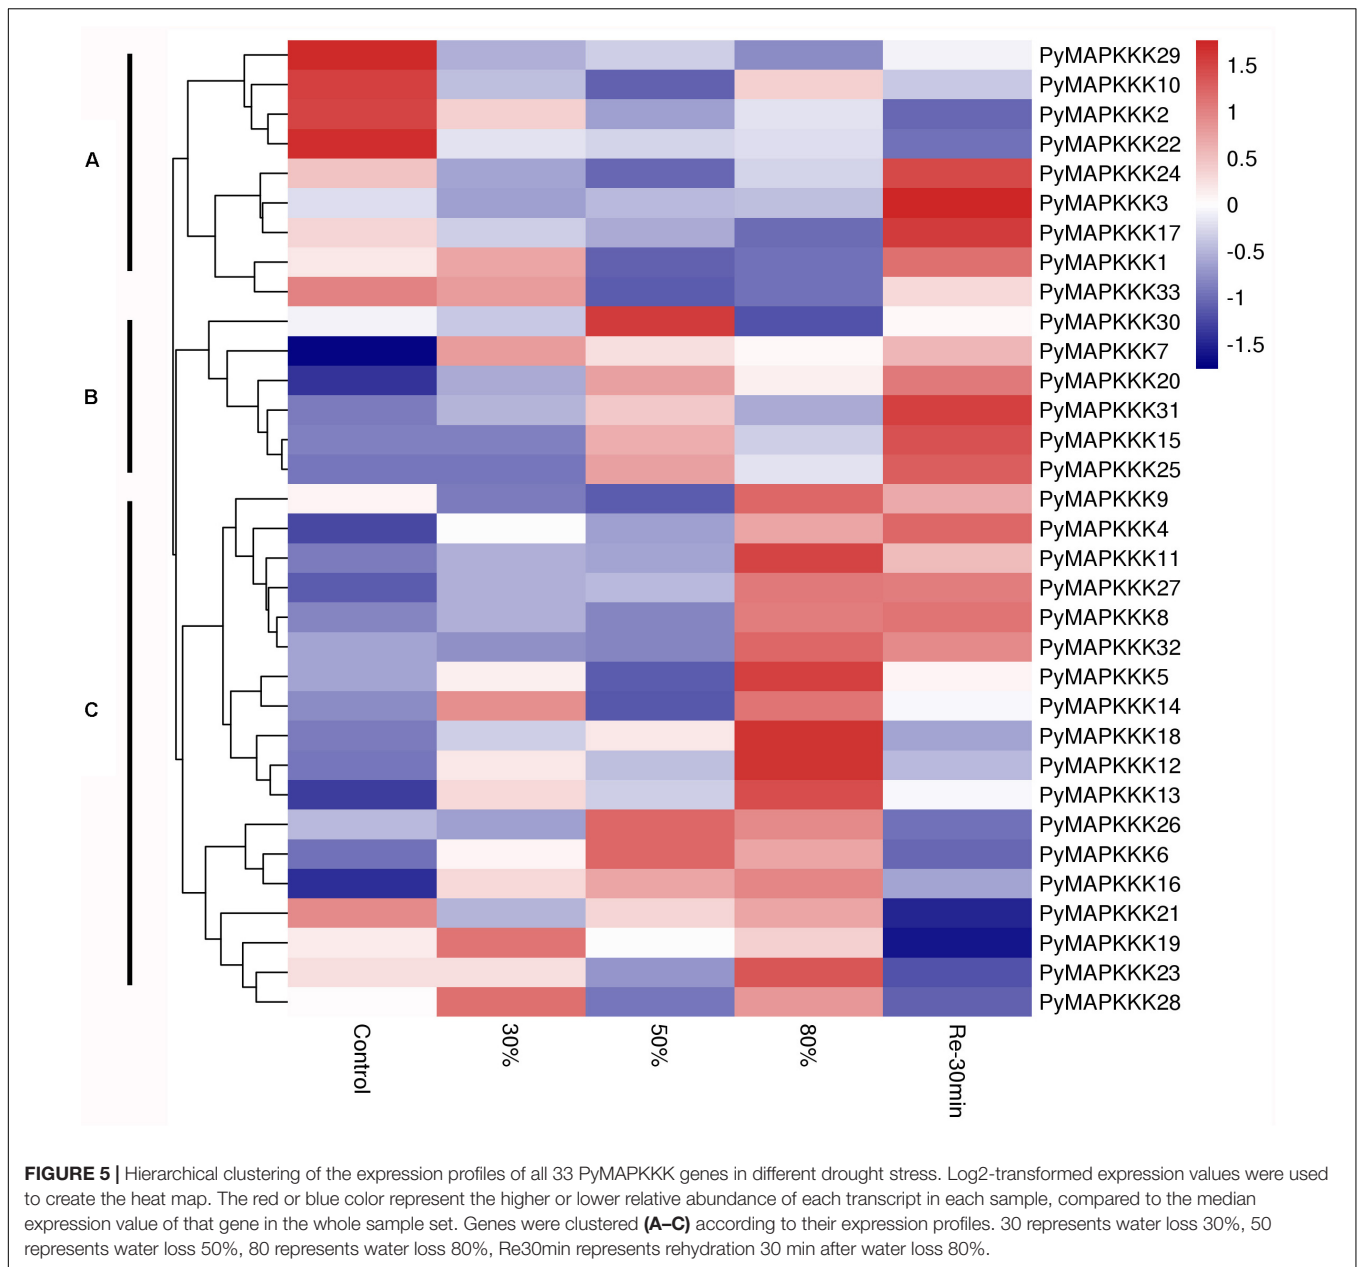 A
B
C
PyMAPKKK29
PyMAPKKK10
PyMAPKKK2
PyMAPKKK22
PyMAPKKK24
PyMAPKKK3
PyMAPKKK17
PyMAPKKK1
PyMAPKKK33
PyMAPKKK30
PyMAPKKK7
PyMAPKKK20
PyMAPKKK31
PyMAPKKK15
PyMAPKKK25
PyMAPKKK9
PyMAPKKK4
PyMAPKKK11
PyMAPKKK27
PyMAPKKK8
PyMAPKKK32
PyMAPKKK5
PyMAPKKK14
PyMAPKKK18
PyMAPKKK12
PyMAPKKK13
PyMAPKKK26
PyMAPKKK6
PyMAPKKK16
PyMAPKKK21
PyMAPKKK19
PyMAPKKK23
PyMAPKKK28
1.5
1
0.5
0
-0.5
-1
-1.5
Control
30%
50%
80%
Re-30min
FIGURE 5 | Hierarchical clustering of the expression profiles of all 33 PyMAPKKK genes in different drought stress. Log2-transformed expression values were used
to create the heat map. The red or blue color represent the higher or lower relative abundance of each transcript in each sample, compared to the median
expression value of that gene in the whole sample set. Genes were clustered (A–C) according to their expression profiles. 30 represents water loss 30%, 50
represents water loss 50%, 80 represents water loss 80%, Re30min represents rehydration 30 min after water loss 80%.